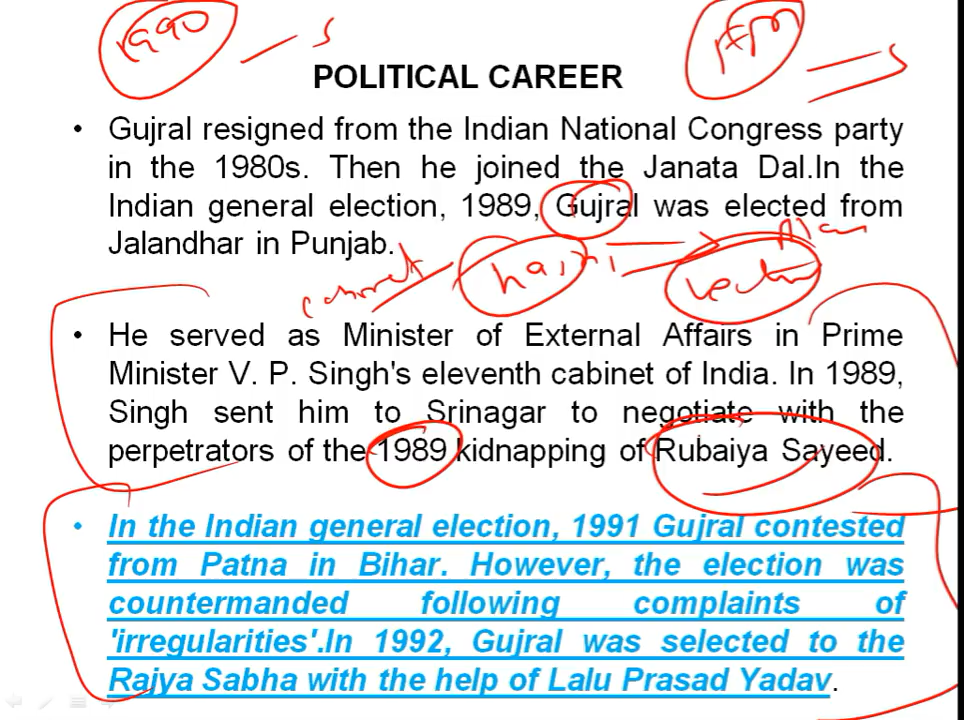 POLITICAL CAREER
• Gujral resigned from the Indian National Congress party
in the 1980s. Then he joined the Janata Dal.In the
Indian general election, 1989, Gujral was elected from
Jalandhar in Punjab.
• He served as Minister of External Affairs in Prime
Minister V. P. Singh's eleventh cabinet of India. In 1989,
Singh sent him to Srinagar to negotiate with the
perpetrators of the 1989 kidnapping of Rubaiya Sayeed.
• In the Indian general election, 1991 Gujral contested
from Patna in Bihar. However, the election was
countermanded following complaints of
'irregularities'.In 1992, Gujral was selected to the
Rajya Sabha with the help of Lalu Prasad Yadav.